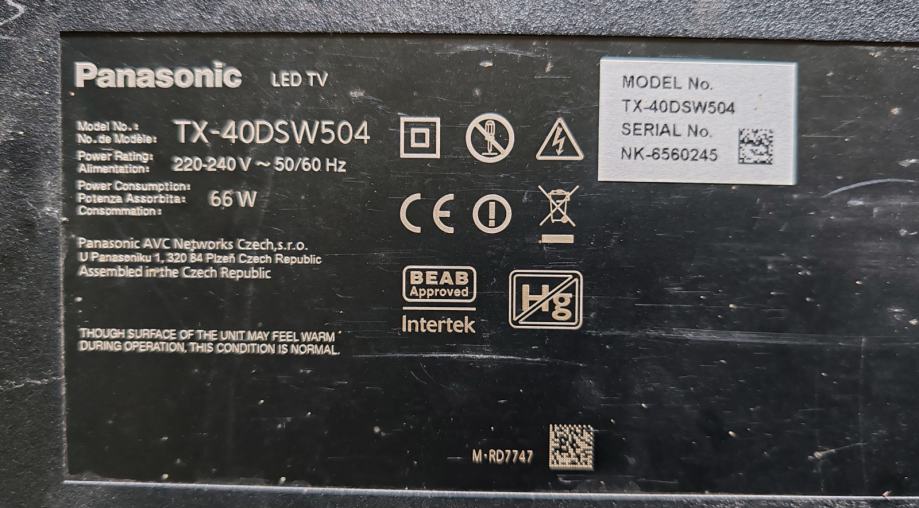 Panasonic LED TV
Model No.:
No. de Modèle: TX-40DSW504
Power Rating:
Alimentation: 220-240 V ~ 50/60 Hz
Power Consumption:
Potenza Assorbita: 66 W
Consommation:
Panasonic AVC Networks Czech,s.r.o.
U Panasoniku 1, 320 84 Plzeň Czech Republic
Assembled in the Czech Republic
THOUGH SURFACE OF THE UNIT MAY FEEL WARM
DURING OPERATION, THIS CONDITION IS NORMAL.
CE
BEAB
Approved
Intertek
Hg
M·RD7747
MODEL No.
TX-40DSW504
SERIAL No.
NK-6560245